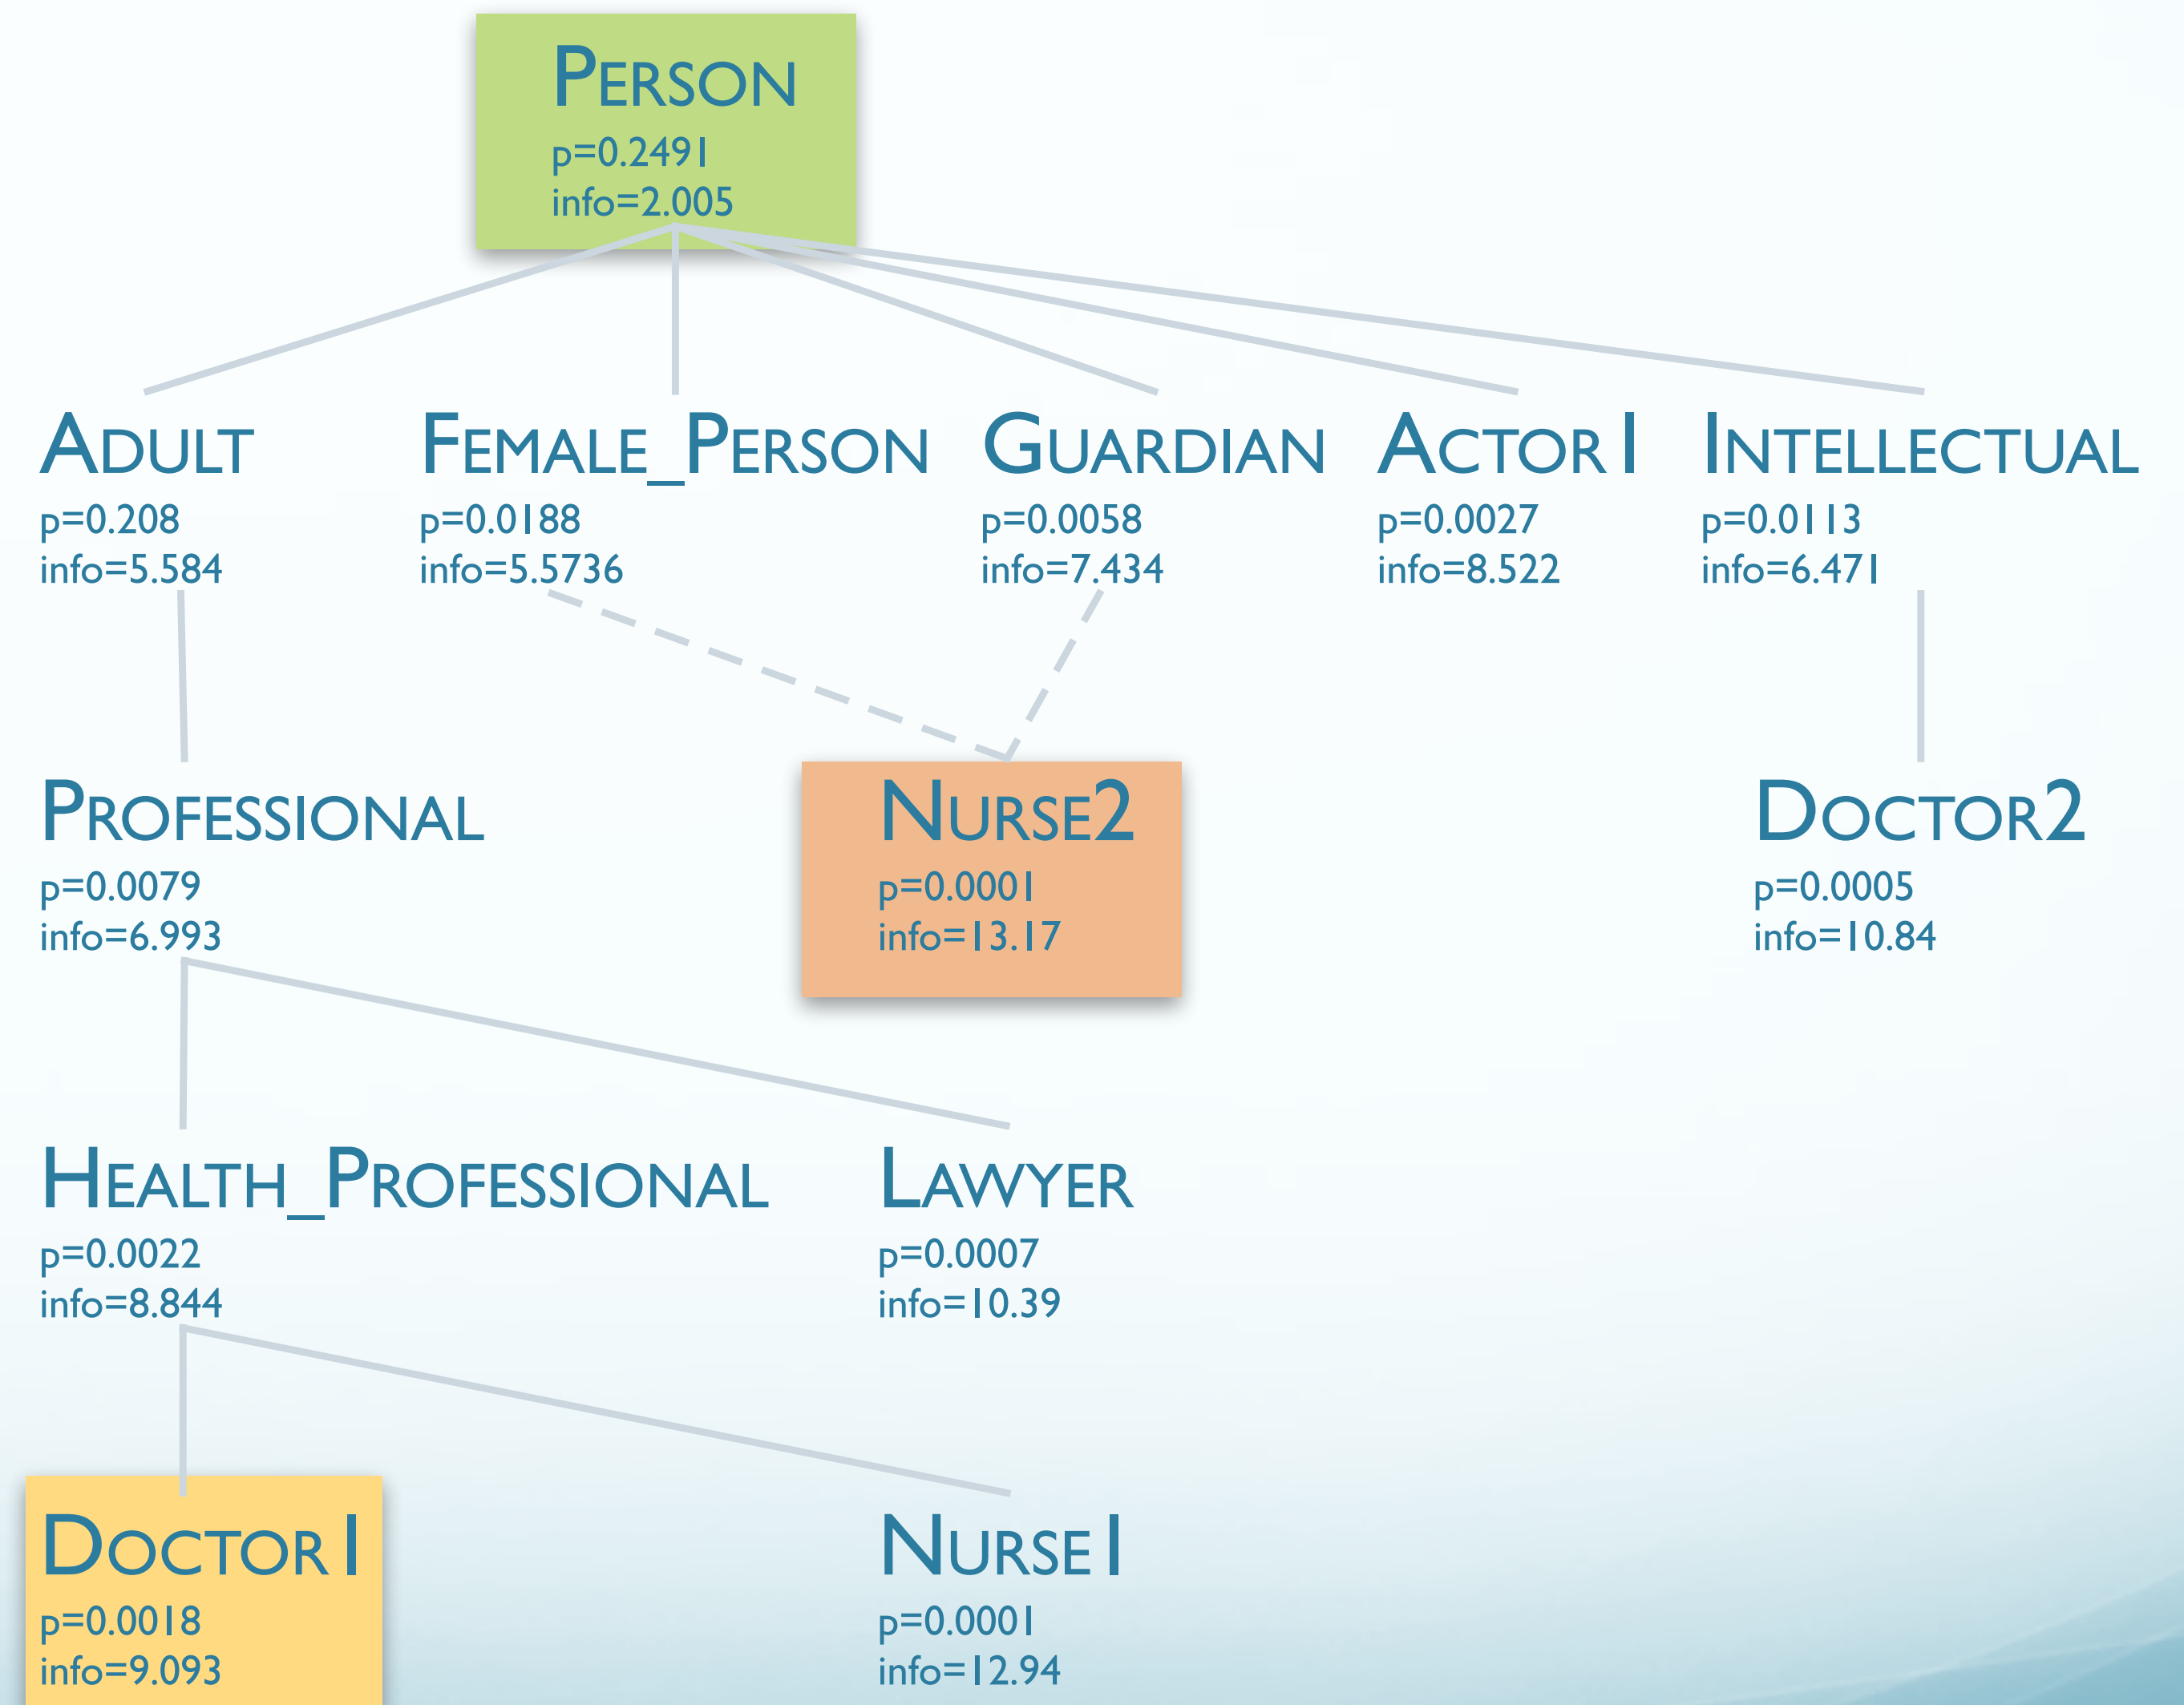 PERSON
p=0.2491
info=2.005
ADULT
p=0.208
info=5.584
FEMALE_PERSON
p=0.0188
info=5.5736
GUARDIAN
p=0.0058
info=7.434
ACTOR1
p=0.0027
info=8.522
INTELLECTUAL
p=0.0113
info=6.471
PROFESSIONAL
p=0.0079
info=6.993
NURSE2
p=0.0001
info=13.17
DOCTOR2
p=0.0005
info=10.84
HEALTH_PROFESSIONAL
p=0.0022
info=8.844
LAWYER
p=0.0007
info=10.39
DOCTOR1
p=0.0018
info=9.093
NURSE1
p=0.0001
info=12.94